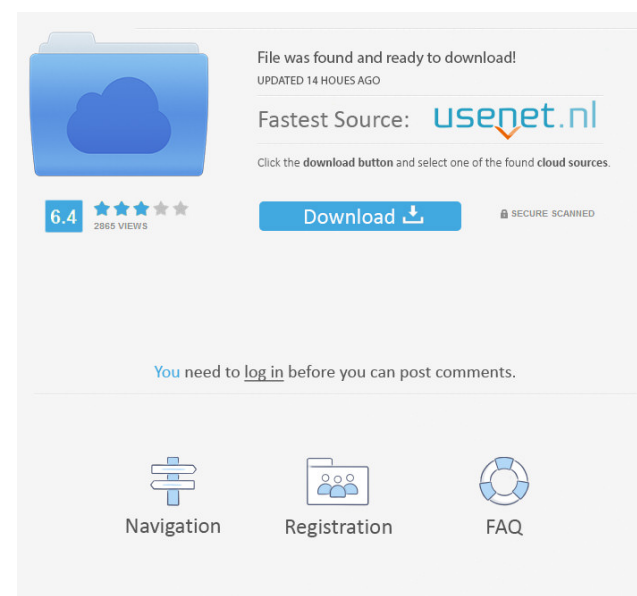 File was found and ready to download!
UPDATED 14 HOUES AGO
Fastest Source: usenet.nl
Click the download button and select one of the found cloud sources.
6.4
2865 VIEWS
Download
SECURE SCANNED
You need to log in before you can post comments.
Navigation
Registration
FAQ